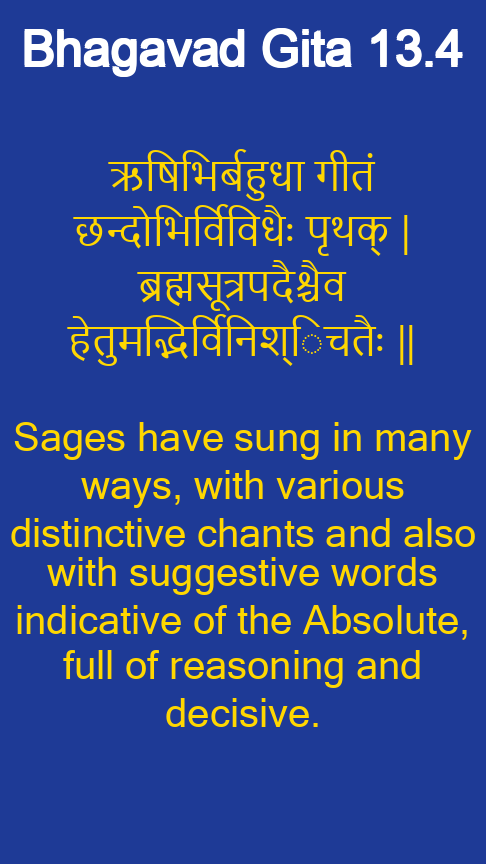 Bhagavad Gita 13.4
ऋषिभिर्बहुधा गीतं
छन्दोभिर्विविधैः पृथक् |
ब्रह्मसूत्रपदैश्चैव
हेतुमद्भिर्विनिश्िचतैः ||
Sages have sung in many
ways, with various
distinctive chants and also
with suggestive words
indicative of the Absolute,
full of reasoning and
decisive.